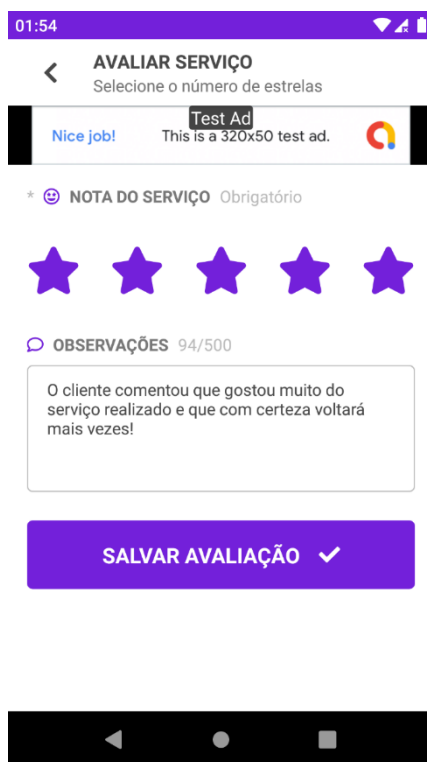 01:54
AVALIAR SERVIÇO
Selecione o número de estrelas
Test Ad
Nice job! This is a 320x50 test ad.
* NOTA DO SERVIÇO Obrigatório
OBSERVAÇÕES 94/500
O cliente comentou que gostou muito do
serviço realizado e que com certeza voltará
mais vezes!
SALVAR AVALIAÇÃO